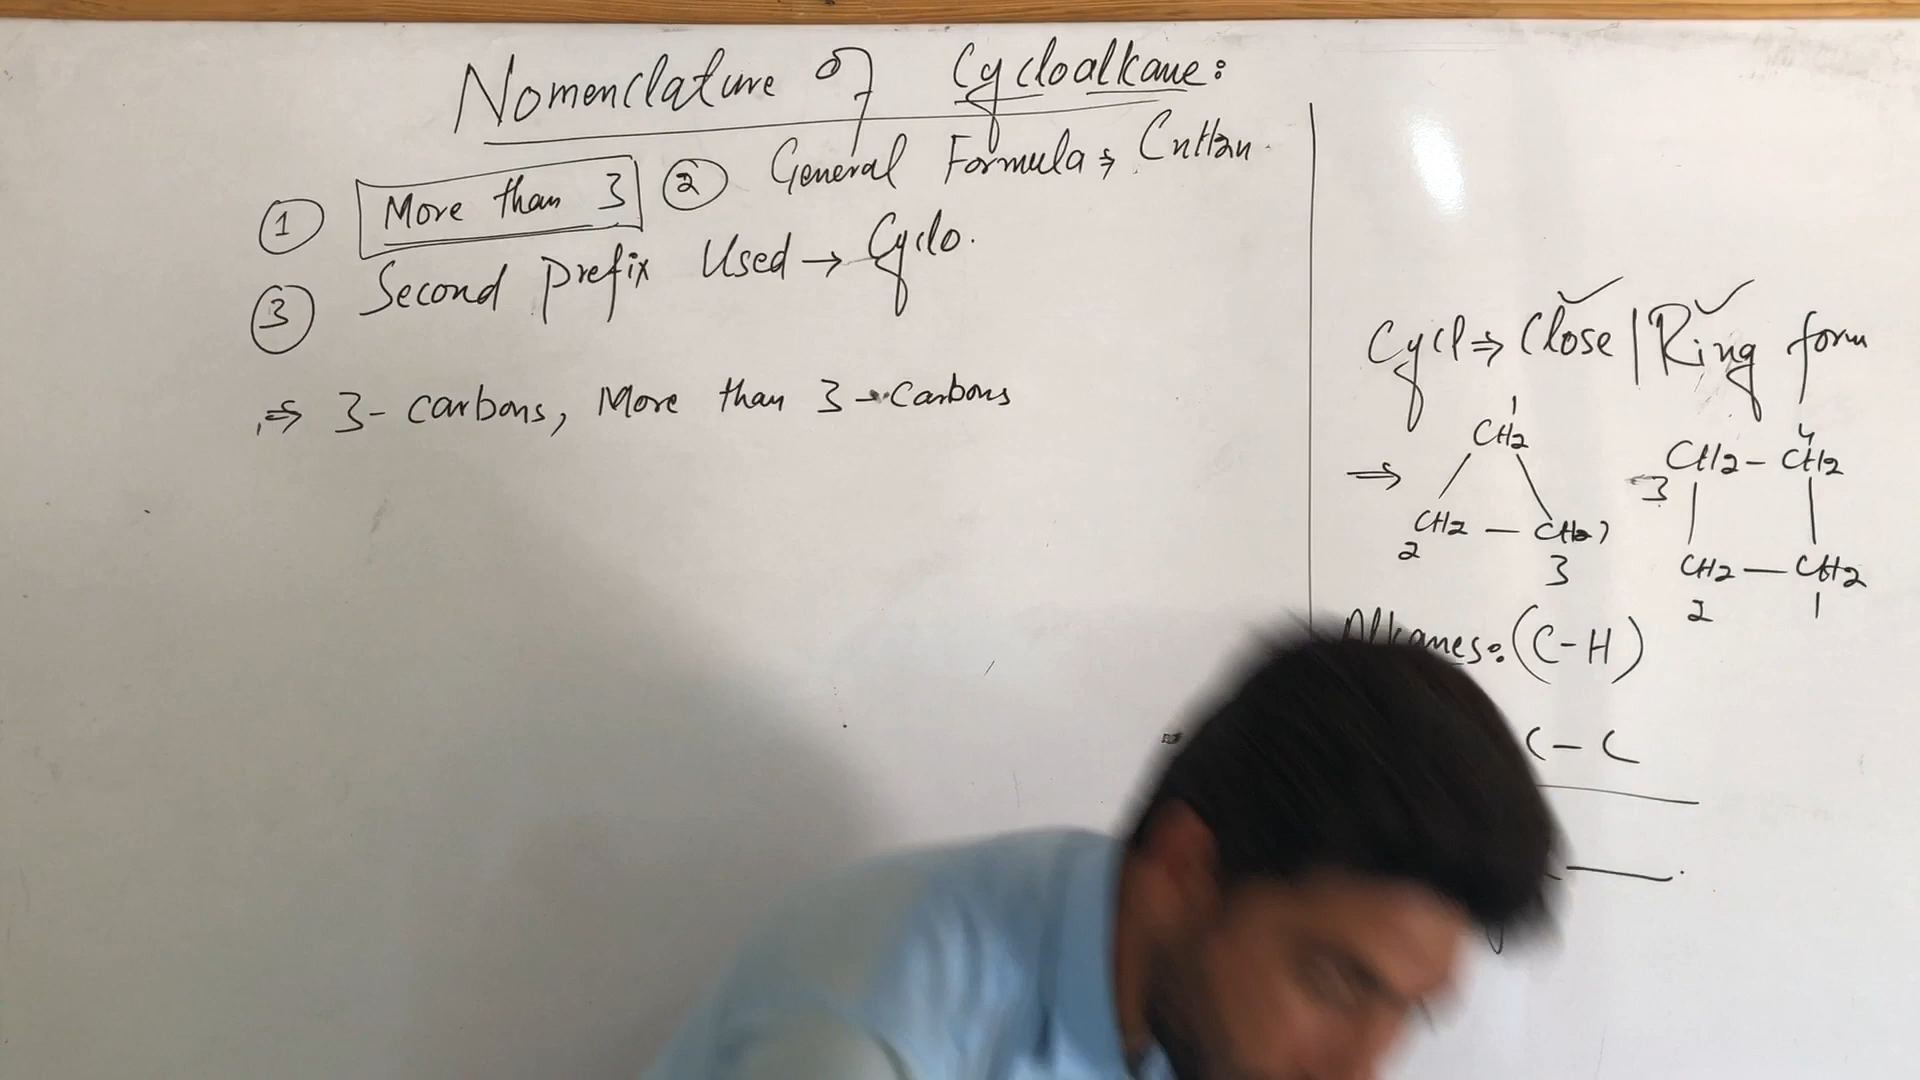 Nomenclature of Cycloalkane:
① More than 3 ② General Formula ⇒ CnH2n.
③ Second prefix Used → Cyclo.
⇒ 3- carbons, More than 3 - Carbons
Cycl ⇒ Close | Ring form
1
CH2
⇒
CH2 — CH2,
2 3
4
CH2 - CH2
3
CH2 — CH2
2 1
Alkanes: (C-H)
C - C